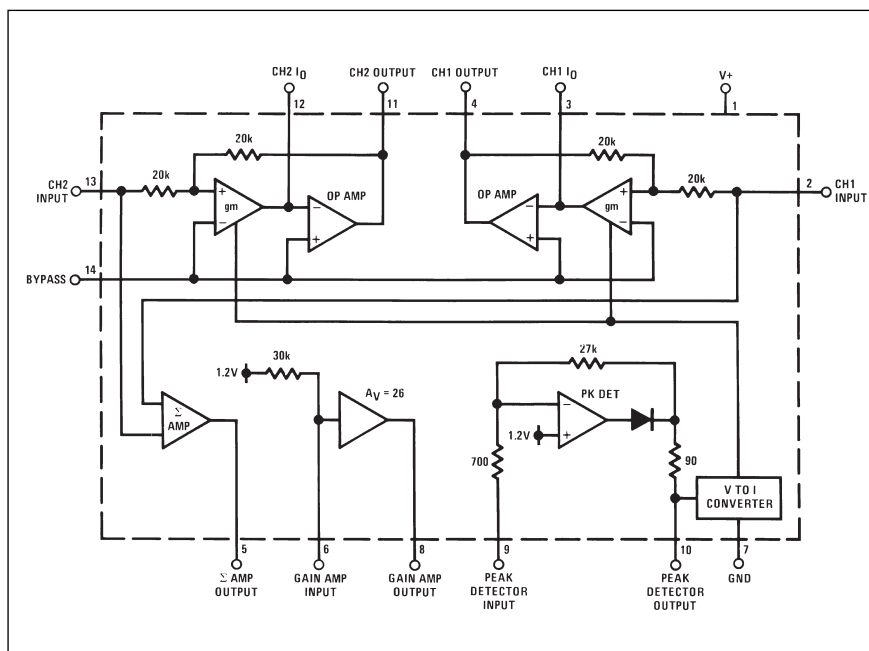 CH2 I0 CH2 OUTPUT CH1 OUTPUT CH1 I0 V+
12 11 4 3 1
20k 20k
CH2 INPUT 13 20k + gm − − OP AMP + OP AMP − + + gm − 20k 2 CH1 INPUT
BYPASS 14
30k 27k
1.2V AV = 26 PK DET
Σ AMP − 1.2V + 700 90
V TO I CONVERTER
5 6 8 9 10 7
Σ AMP OUTPUT GAIN AMP INPUT GAIN AMP OUTPUT PEAK DETECTOR INPUT PEAK DETECTOR OUTPUT GND